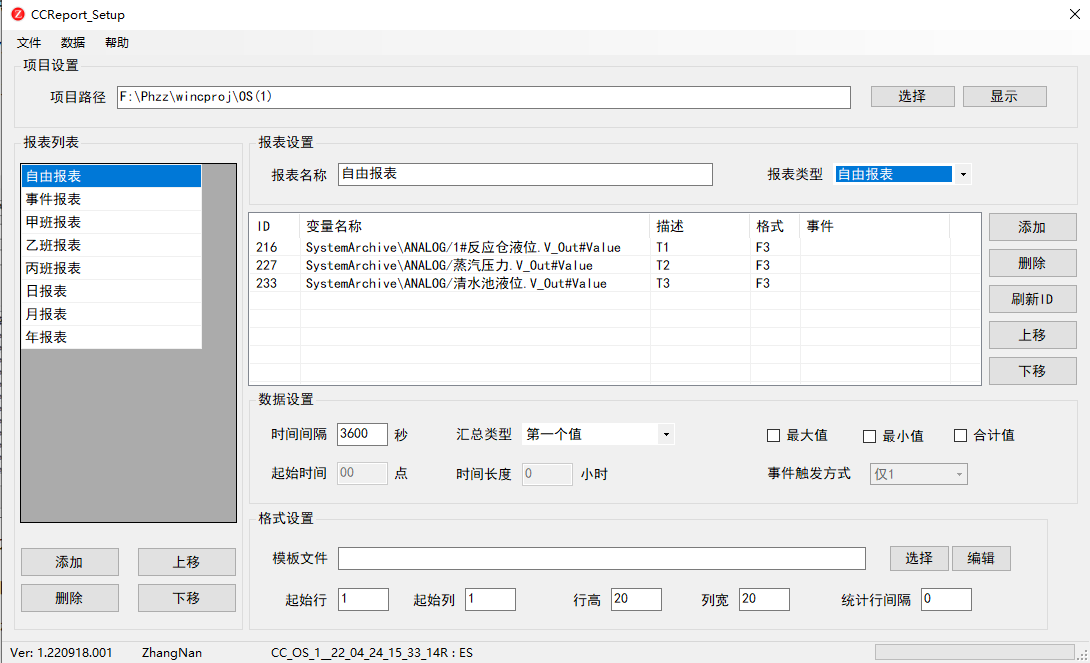 CCReport_Setup
文件 数据 帮助
项目设置
项目路径 F:\Phzz\wincproj\OS(1) 选择 显示
报表列表
自由报表
事件报表
甲班报表
乙班报表
丙班报表
日报表
月报表
年报表
添加 上移
删除 下移
报表设置
报表名称 自由报表 报表类型 自由报表
ID 变量名称 描述 格式 事件
216 SystemArchive\ANALOG/1#反应仓液位.V_Out#Value T1 F3
227 SystemArchive\ANALOG/蒸汽压力.V_Out#Value T2 F3
233 SystemArchive\ANALOG/清水池液位.V_Out#Value T3 F3
添加
删除
刷新ID
上移
下移
数据设置
时间间隔 3600 秒 汇总类型 第一个值 最大值 最小值 合计值
起始时间 00 点 时间长度 0 小时 事件触发方式 仅1
格式设置
模板文件 选择 编辑
起始行 1 起始列 1 行高 20 列宽 20 统计行间隔 0
Ver: 1.220918.001 ZhangNan CC_OS_1__22_04_24_15_33_14R : ES